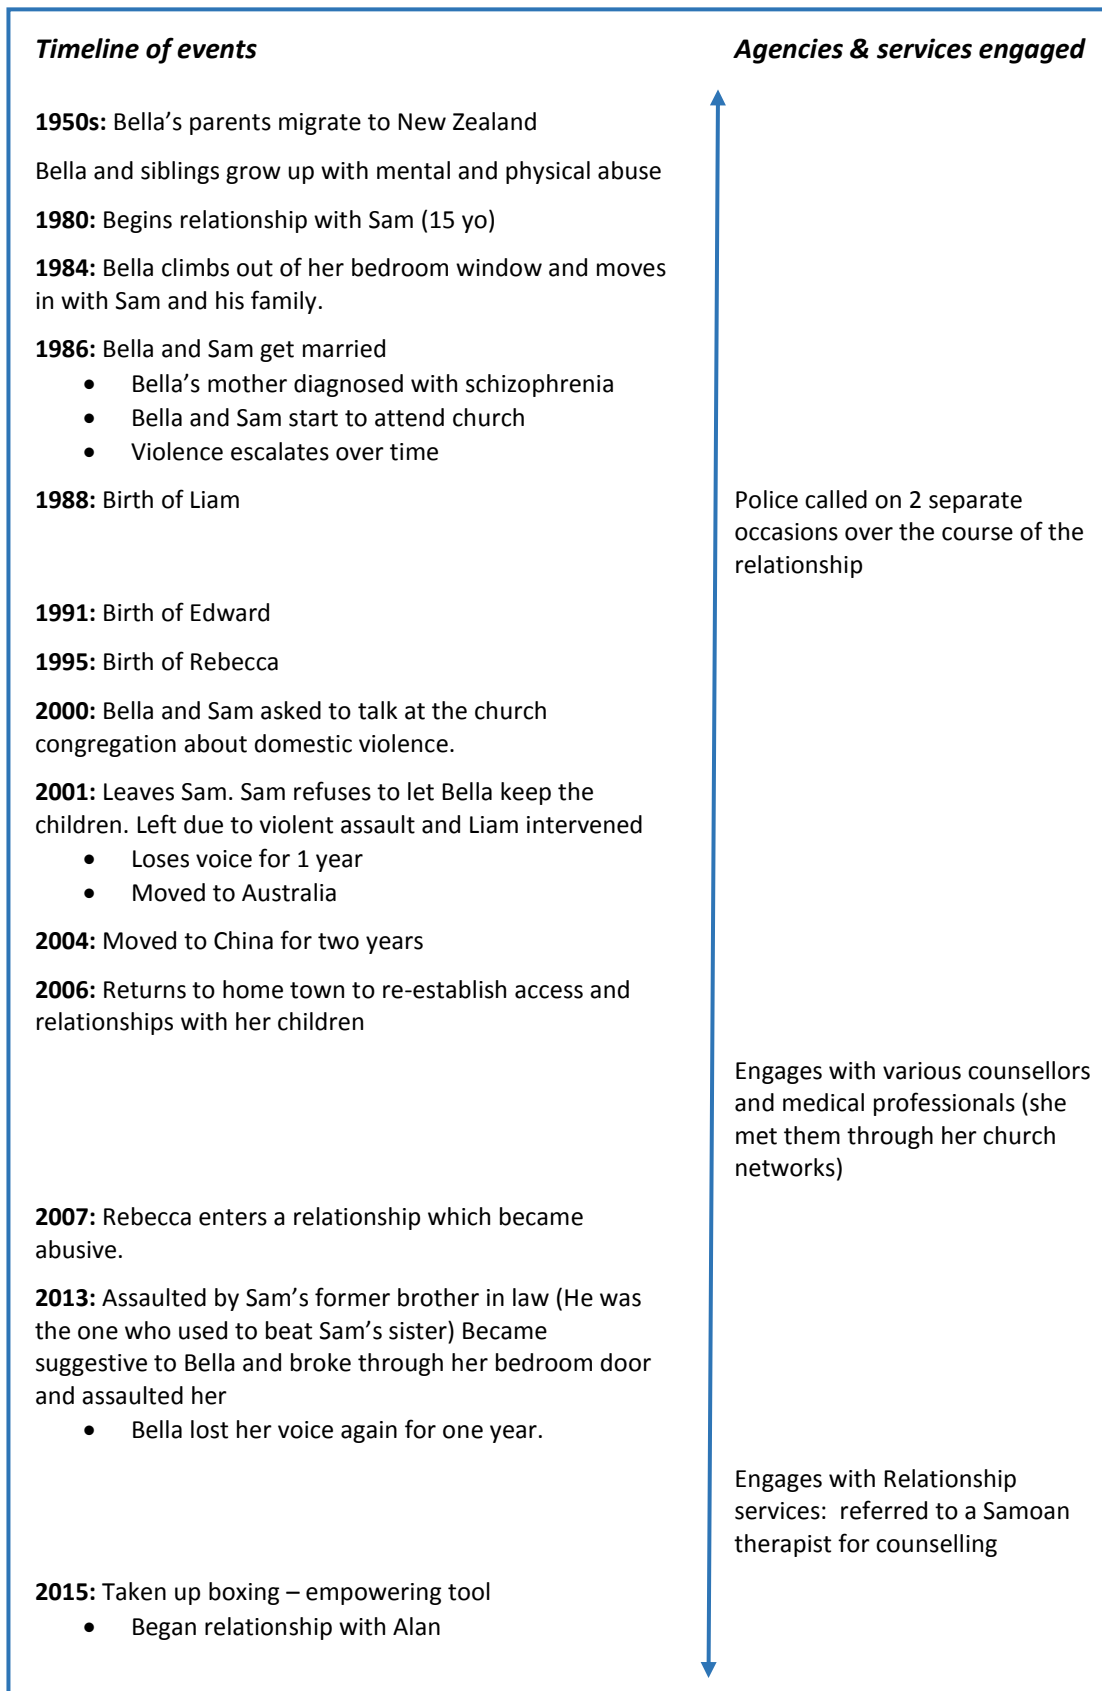 Timeline of events
Agencies & services engaged
1950s: Bella’s parents migrate to New Zealand
Bella and siblings grow up with mental and physical abuse
1980: Begins relationship with Sam (15 yo)
1984: Bella climbs out of her bedroom window and moves
in with Sam and his family.
1986: Bella and Sam get married
• Bella’s mother diagnosed with schizophrenia
• Bella and Sam start to attend church
• Violence escalates over time
1988: Birth of Liam
Police called on 2 separate
occasions over the course of the
relationship
1991: Birth of Edward
1995: Birth of Rebecca
2000: Bella and Sam asked to talk at the church
congregation about domestic violence.
2001: Leaves Sam. Sam refuses to let Bella keep the
children. Left due to violent assault and Liam intervened
• Loses voice for 1 year
• Moved to Australia
2004: Moved to China for two years
2006: Returns to home town to re-establish access and
relationships with her children
Engages with various counsellors
and medical professionals (she
met them through her church
networks)
2007: Rebecca enters a relationship which became
abusive.
2013: Assaulted by Sam’s former brother in law (He was
the one who used to beat Sam’s sister) Became
suggestive to Bella and broke through her bedroom door
and assaulted her
• Bella lost her voice again for one year.
Engages with Relationship
services: referred to a Samoan
therapist for counselling
2015: Taken up boxing – empowering tool
• Began relationship with Alan